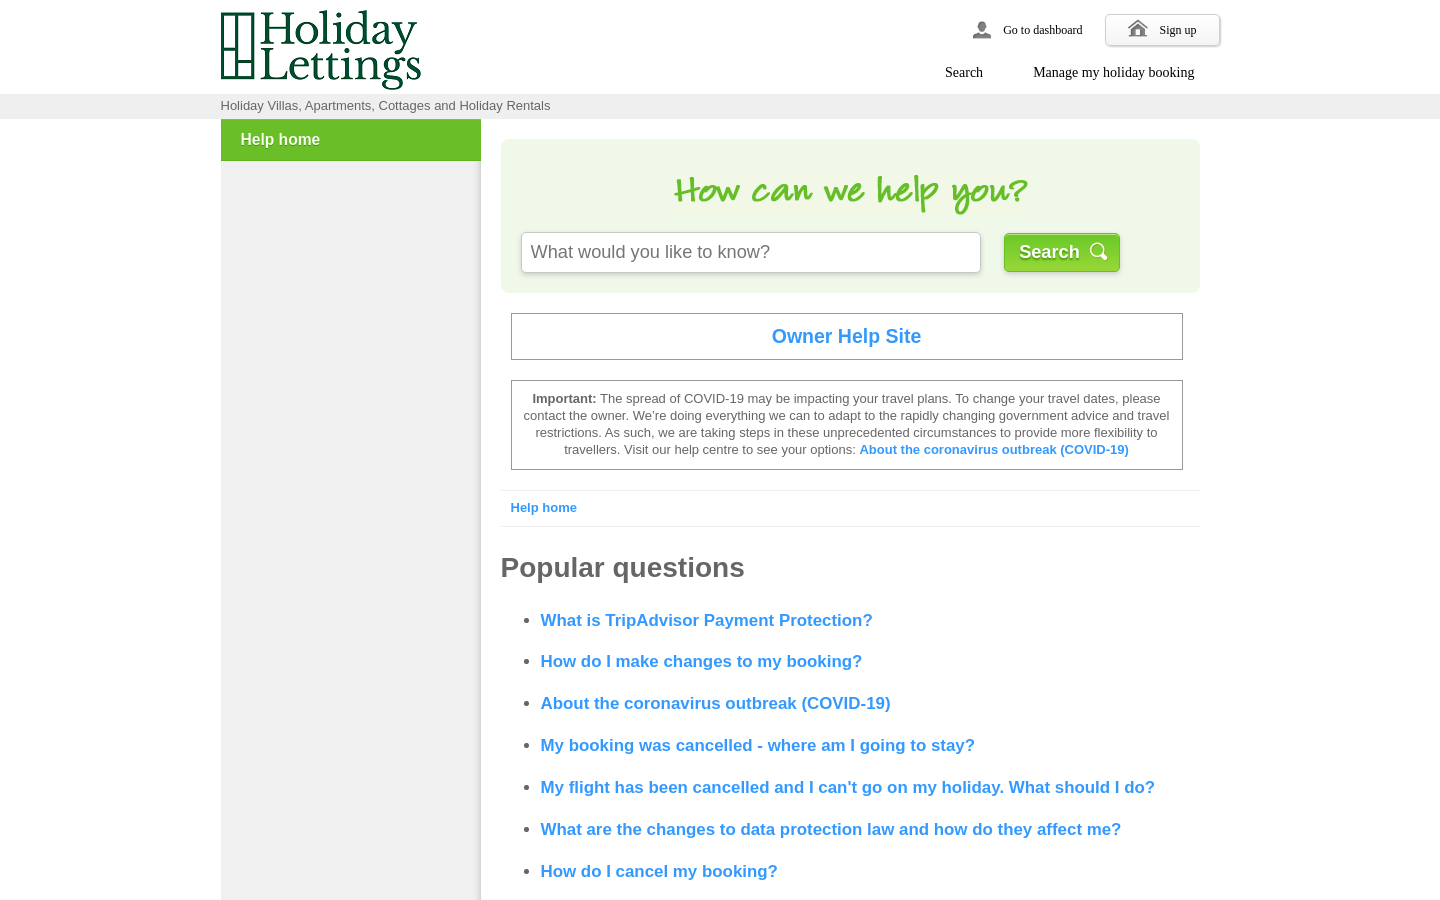 Holiday
Lettings
Go to dashboard
Sign up
Search
Manage my holiday booking
Holiday Villas, Apartments, Cottages and Holiday Rentals
Help home
How can we help you?
What would you like to know?
Search
Owner Help Site
Important: The spread of COVID-19 may be impacting your travel plans. To change your travel dates, please
contact the owner. We're doing everything we can to adapt to the rapidly changing government advice and travel
restrictions. As such, we are taking steps in these unprecedented circumstances to provide more flexibility to
travellers. Visit our help centre to see your options: About the coronavirus outbreak (COVID-19)
Help home
Popular questions
What is TripAdvisor Payment Protection?
How do I make changes to my booking?
About the coronavirus outbreak (COVID-19)
My booking was cancelled - where am I going to stay?
My flight has been cancelled and I can't go on my holiday. What should I do?
What are the changes to data protection law and how do they affect me?
How do I cancel my booking?